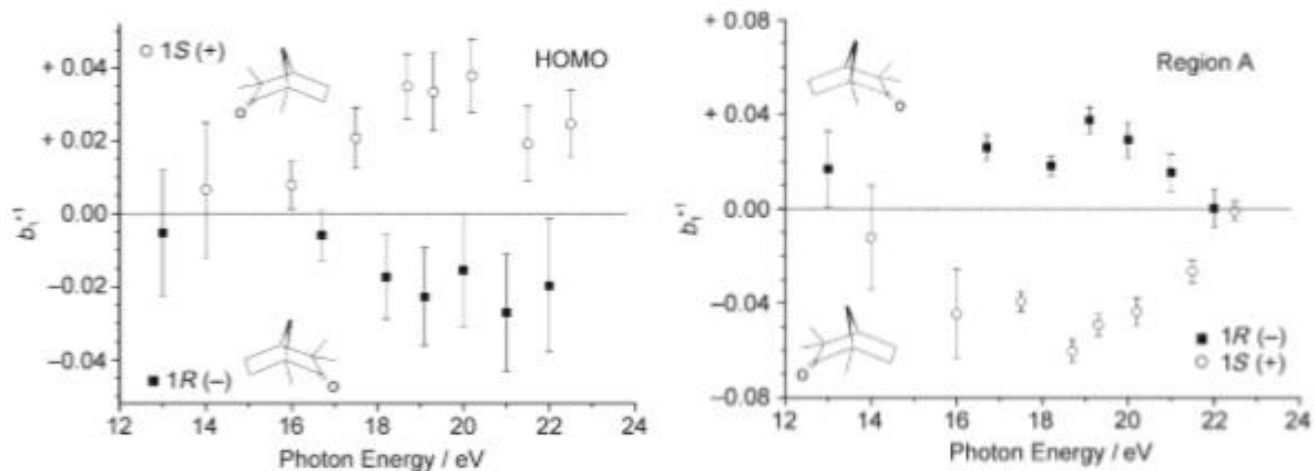 1S (+)
HOMO
+ 0.04
+ 0.02
0.00
−0.02
−0.04
b₁⁺¹
1R (−)
12 14 16 18 20 22 24
Photon Energy / eV
+ 0.08
Region A
+ 0.04
0.00
−0.04
−0.08
b₁⁺¹
1R (−)
1S (+)
12 14 16 18 20 22 24
Photon Energy / eV